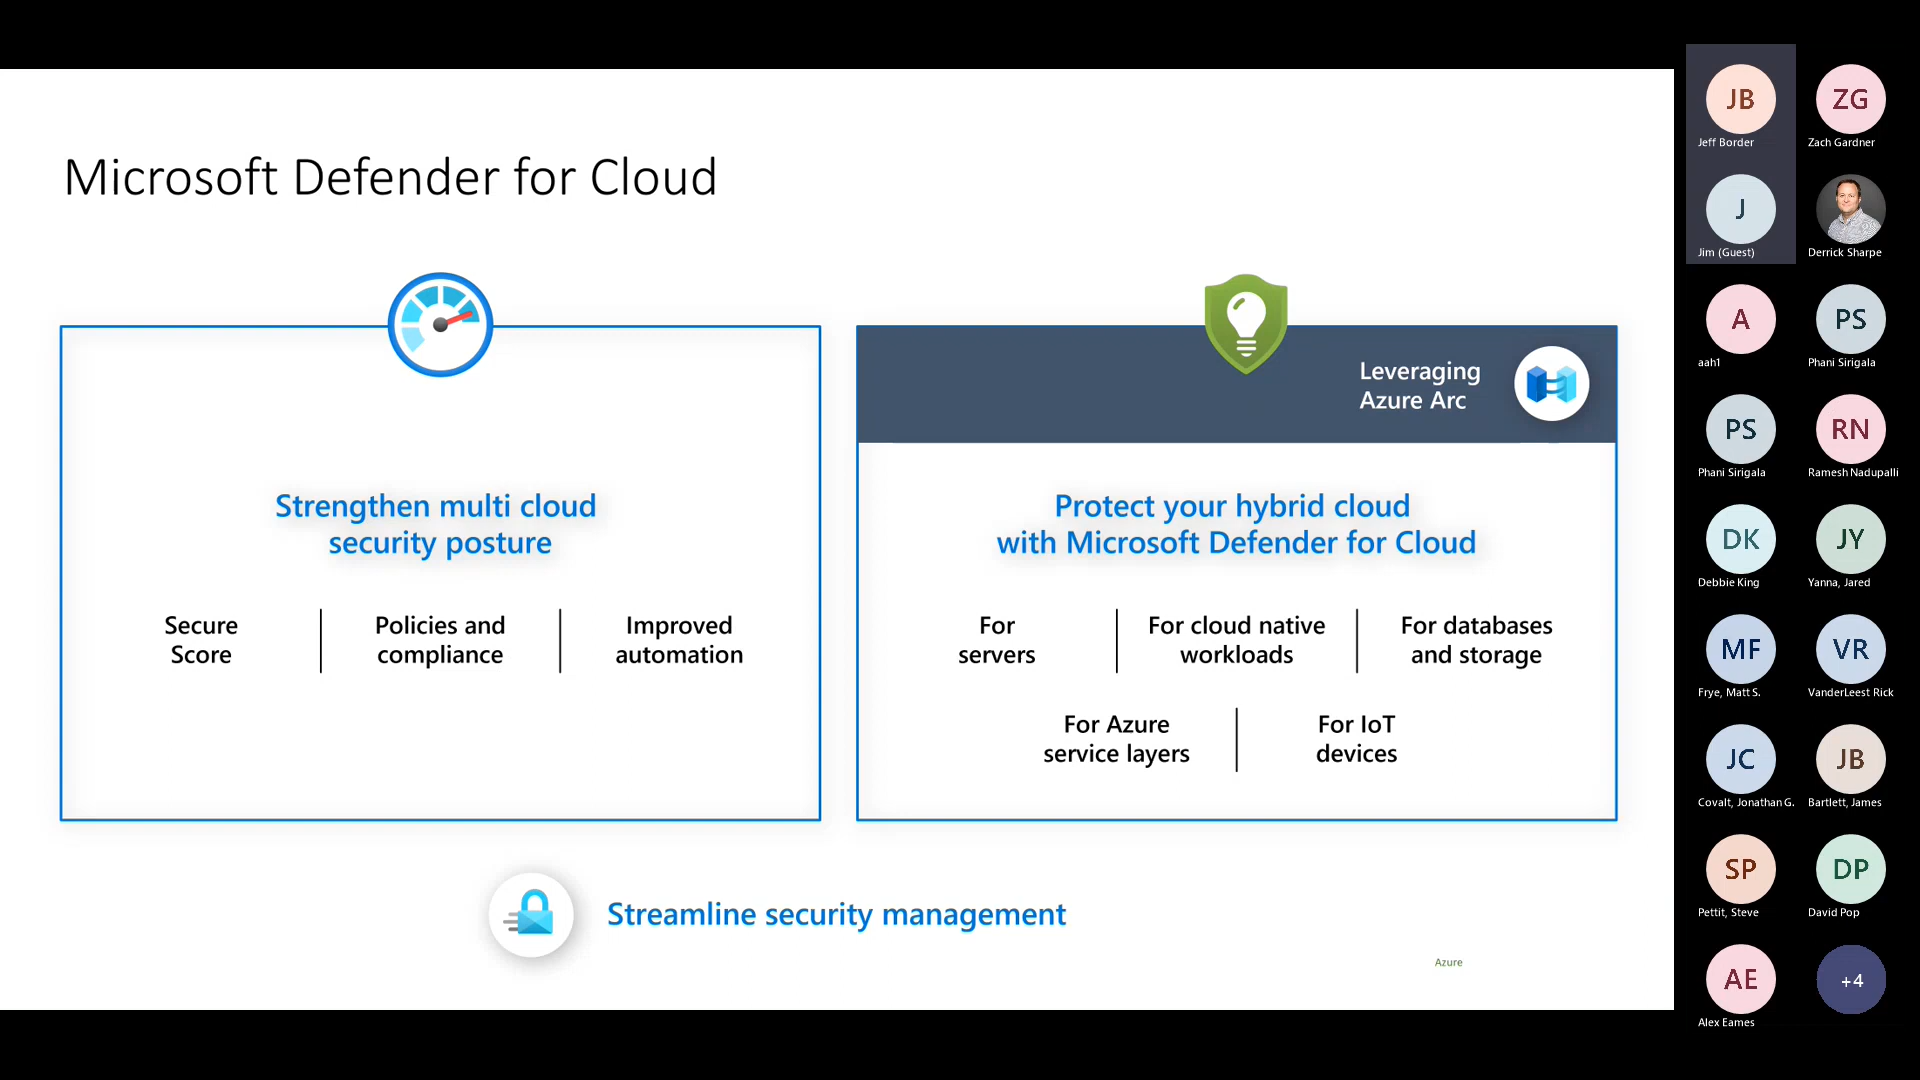 Microsoft Defender for Cloud
Leveraging
Azure Arc
Strengthen multi cloud
security posture
Secure
Score
Policies and
compliance
Improved
automation
Protect your hybrid cloud
with Microsoft Defender for Cloud
For
servers
For cloud native
workloads
For databases
and storage
For Azure
service layers
For IoT
devices
Streamline security management
Azure
JB
Jeff Border
ZG
Zach Gardner
J
Jim (Guest)
Derrick Sharpe
A
aah1
PS
Phani Sirigala
PS
Phani Sirigala
RN
Ramesh Nadupalli
DK
Debbie King
JY
Yanna, Jared
MF
Frye, Matt S.
VR
VanderLeest Rick
JC
Covalt, Jonathan G.
JB
Bartlett, James
SP
Pettit, Steve
DP
David Pop
AE
Alex Eames
+4